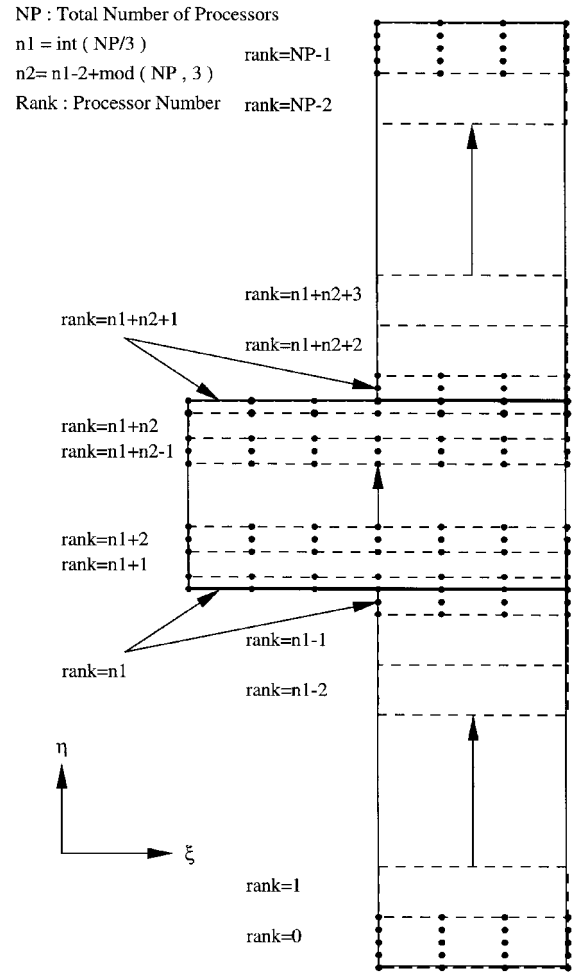 NP : Total Number of Processors
n1 = int ( NP/3 )
n2= n1-2+mod ( NP , 3 )
Rank : Processor Number
rank=NP-1
rank=NP-2
rank=n1+n2+3
rank=n1+n2+1
rank=n1+n2+2
rank=n1+n2
rank=n1+n2-1
rank=n1+2
rank=n1+1
rank=n1-1
rank=n1
rank=n1-2
η
ξ
rank=1
rank=0